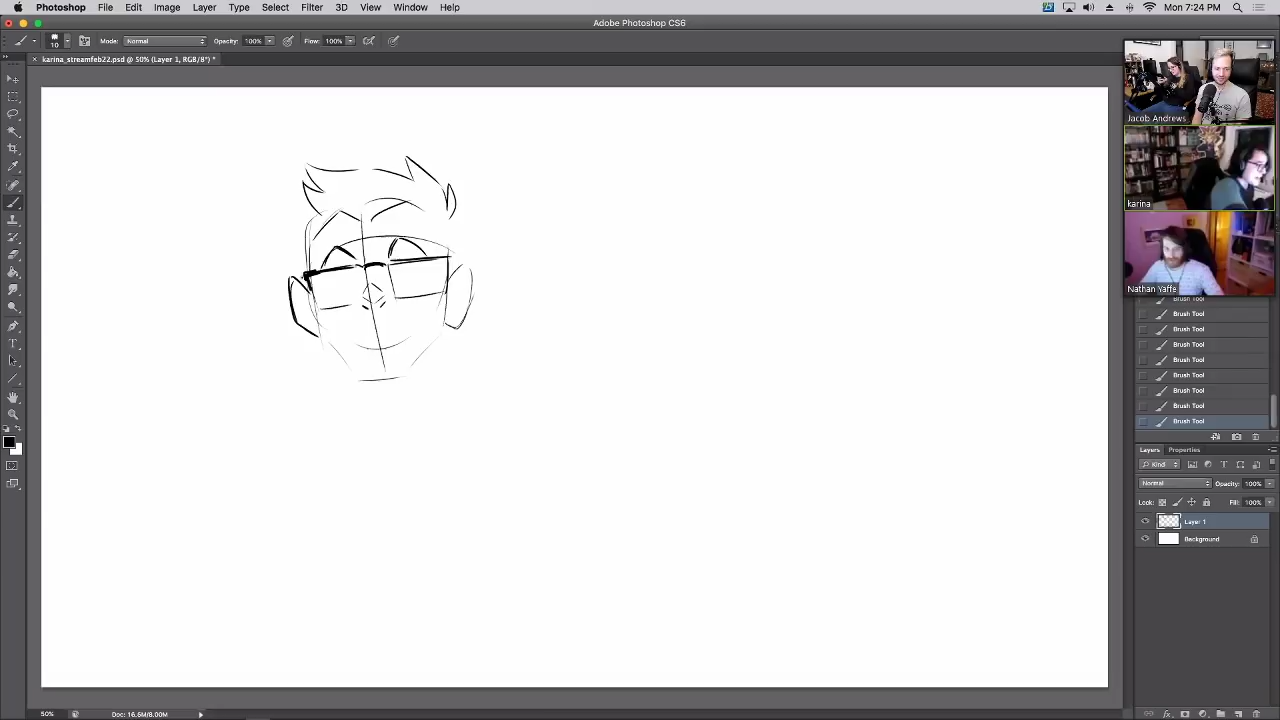 Photoshop File Edit Image Layer Type Select Filter 3D View Window Help
Mon 7:24 PM
Adobe Photoshop CS6
10 Mode: Normal Opacity: 100% Flow: 100%
karina_streamfeb22.psd @ 50% (Layer 1, RGB/8*) *
Jacob Andrews
karina
Nathan Yaffe
Brush Tool
Brush Tool
Brush Tool
Brush Tool
Brush Tool
Brush Tool
Brush Tool
Brush Tool
Brush Tool
Layers Properties
Kind
Normal Opacity: 100%
Lock: Fill: 100%
Layer 1
Background
50% Doc: 16.6M/8.00M